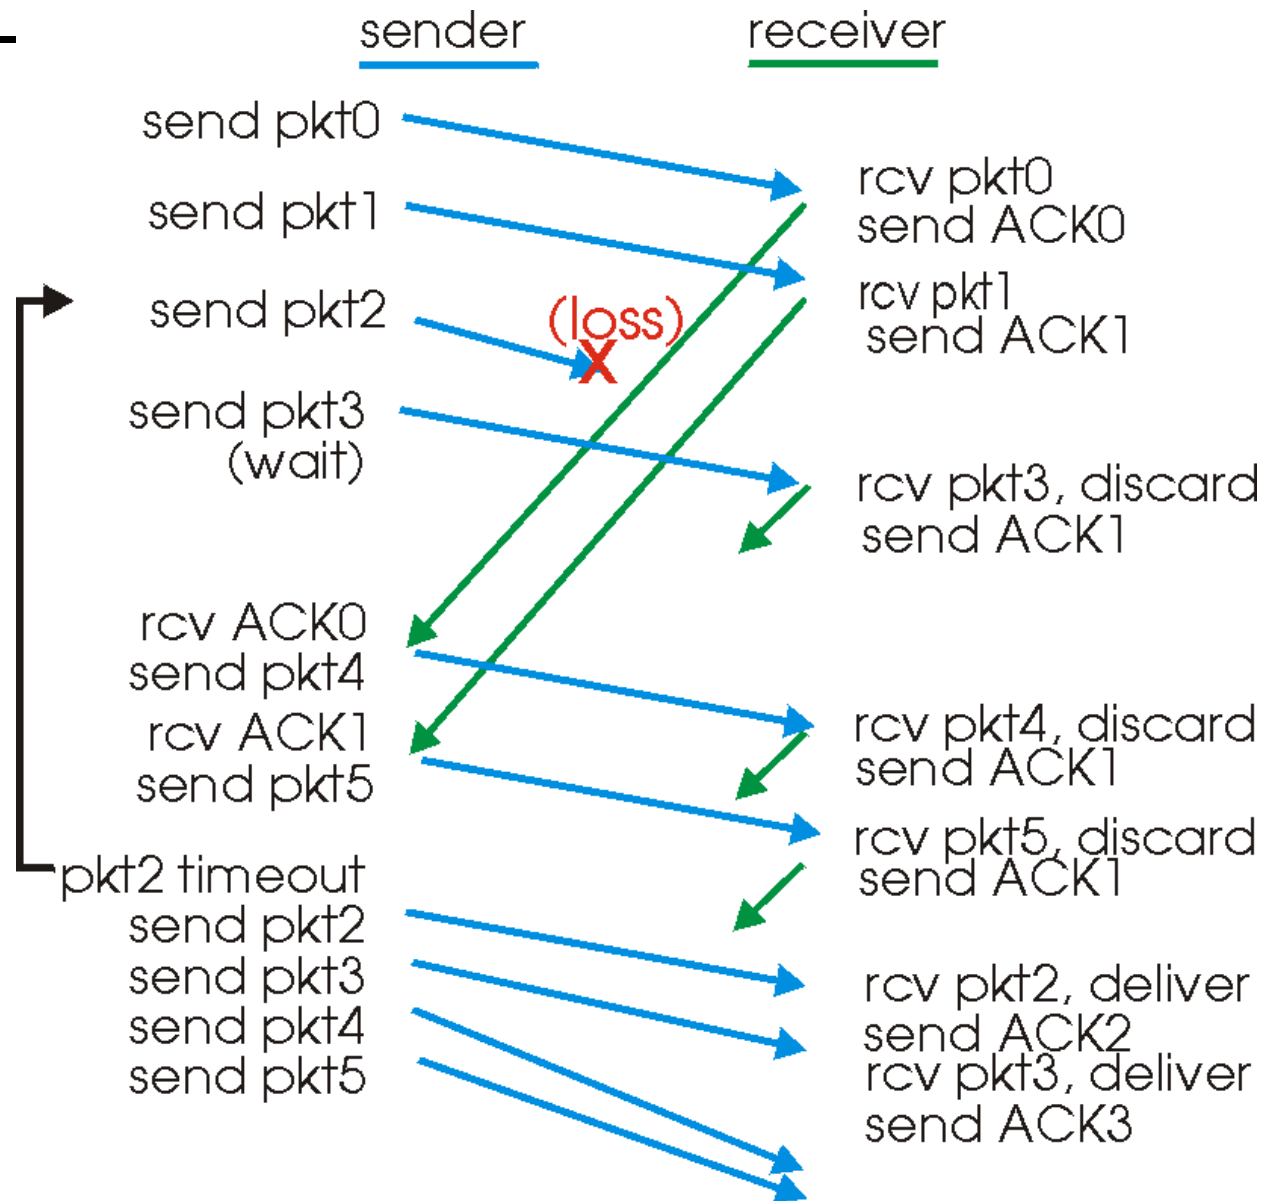 sender
receiver
send pkt0
rcv pkt0
send ACK0
send pkt1
rcv pkt1
send ACK1
send pkt2
(loss)
X
send pkt3
(wait)
rcv pkt3, discard
send ACK1
rcv ACK0
send pkt4
rcv ACK1
send pkt5
rcv pkt4, discard
send ACK1
rcv pkt5, discard
send ACK1
pkt2 timeout
send pkt2
send pkt3
send pkt4
send pkt5
rcv pkt2, deliver
send ACK2
rcv pkt3, deliver
send ACK3